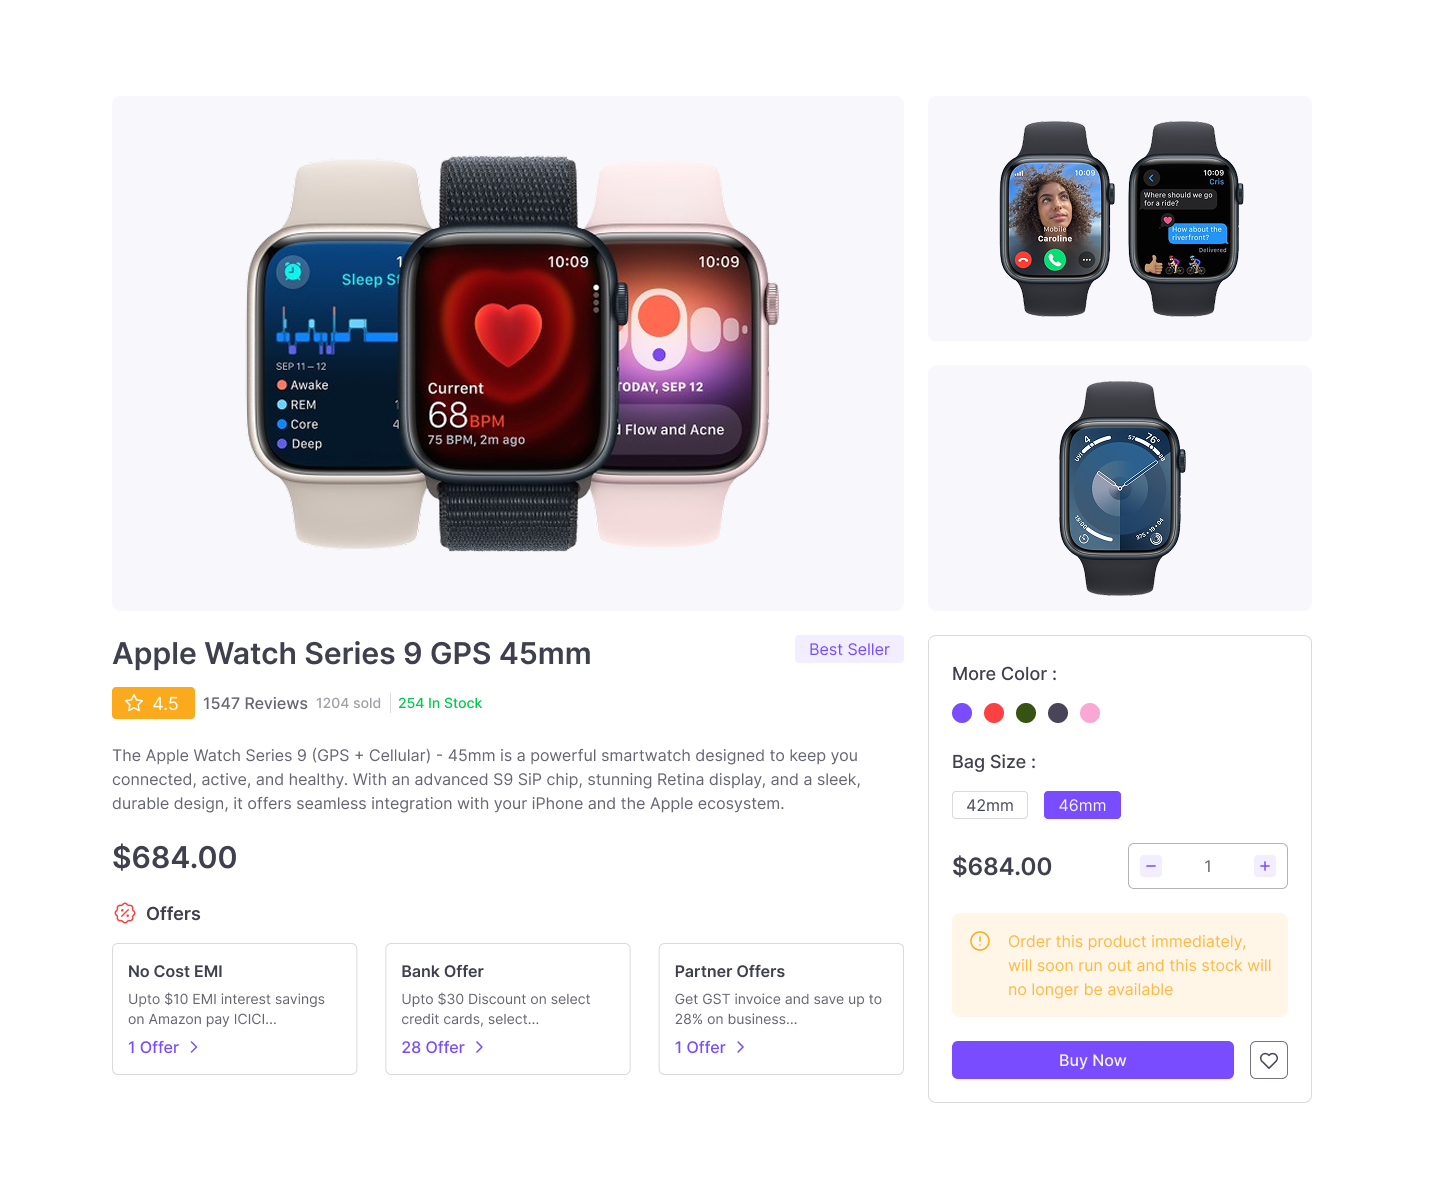 Sleep St
SEP 11 – 12
Awake
REM
Core
Deep
10:09
Current
68BPM
75 BPM, 2m ago
10:09
TODAY, SEP 12
d Flow and Acne
10:09
Mobile
Caroline
10:09
Cris
Where should we go
for a ride?
How about the
riverfront?
Delivered
4
57
76°
88
UVI
15:00
Apple Watch Series 9 GPS 45mm
Best Seller
4.5
1547 Reviews
1204 sold
254 In Stock
The Apple Watch Series 9 (GPS + Cellular) - 45mm is a powerful smartwatch designed to keep you
connected, active, and healthy. With an advanced S9 SiP chip, stunning Retina display, and a sleek,
durable design, it offers seamless integration with your iPhone and the Apple ecosystem.
$684.00
Offers
No Cost EMI
Upto $10 EMI interest savings
on Amazon pay ICICI...
1 Offer
Bank Offer
Upto $30 Discount on select
credit cards, select...
28 Offer
Partner Offers
Get GST invoice and save up to
28% on business...
1 Offer
More Color :
Bag Size :
42mm
46mm
$684.00
1
Order this product immediately,
will soon run out and this stock will
no longer be available
Buy Now